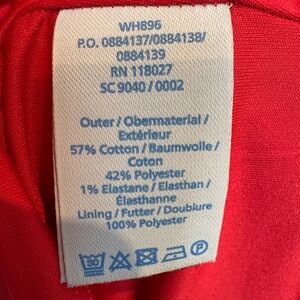 WH896
P.O. 0884137/0884138/
0884139
RN 118027
SC 9040 / 0002
Outer / Obermaterial /
Extérieur
57% Cotton / Baumwolle /
Coton
42% Polyester
1% Elastane / Elasthan /
Élasthanne
Lining / Futter / Doublure
100% Polyester
30
P